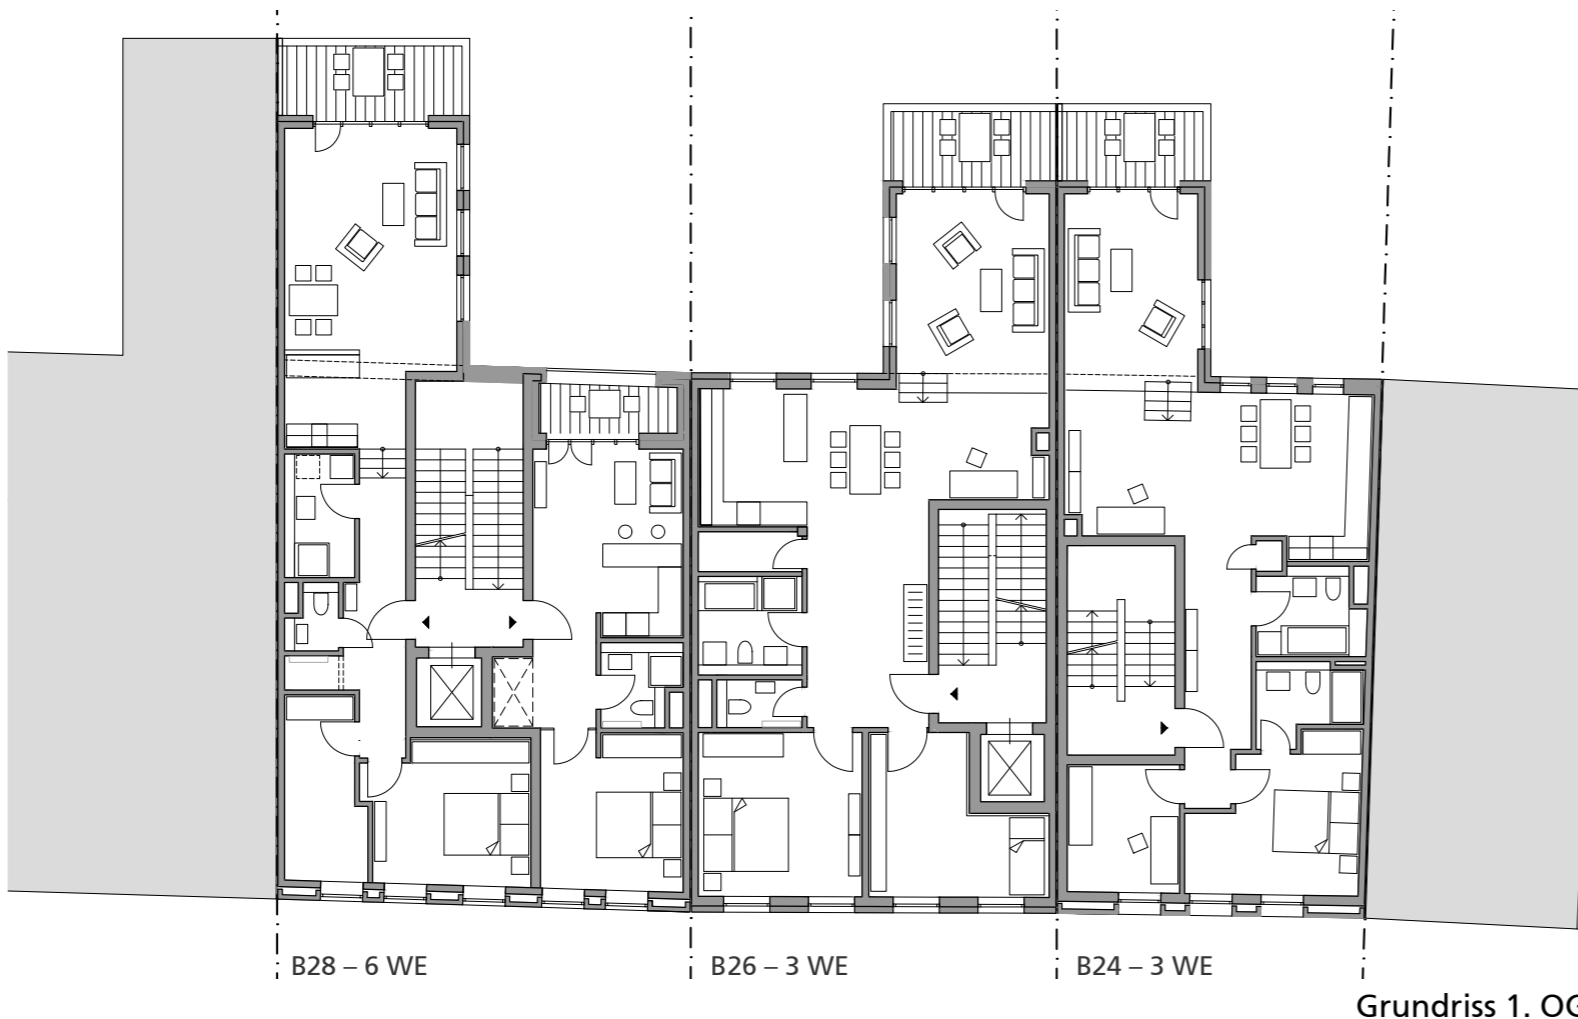 B28 – 6 WE
B26 – 3 WE
B24 – 3 WE
Grundriss 1. OG